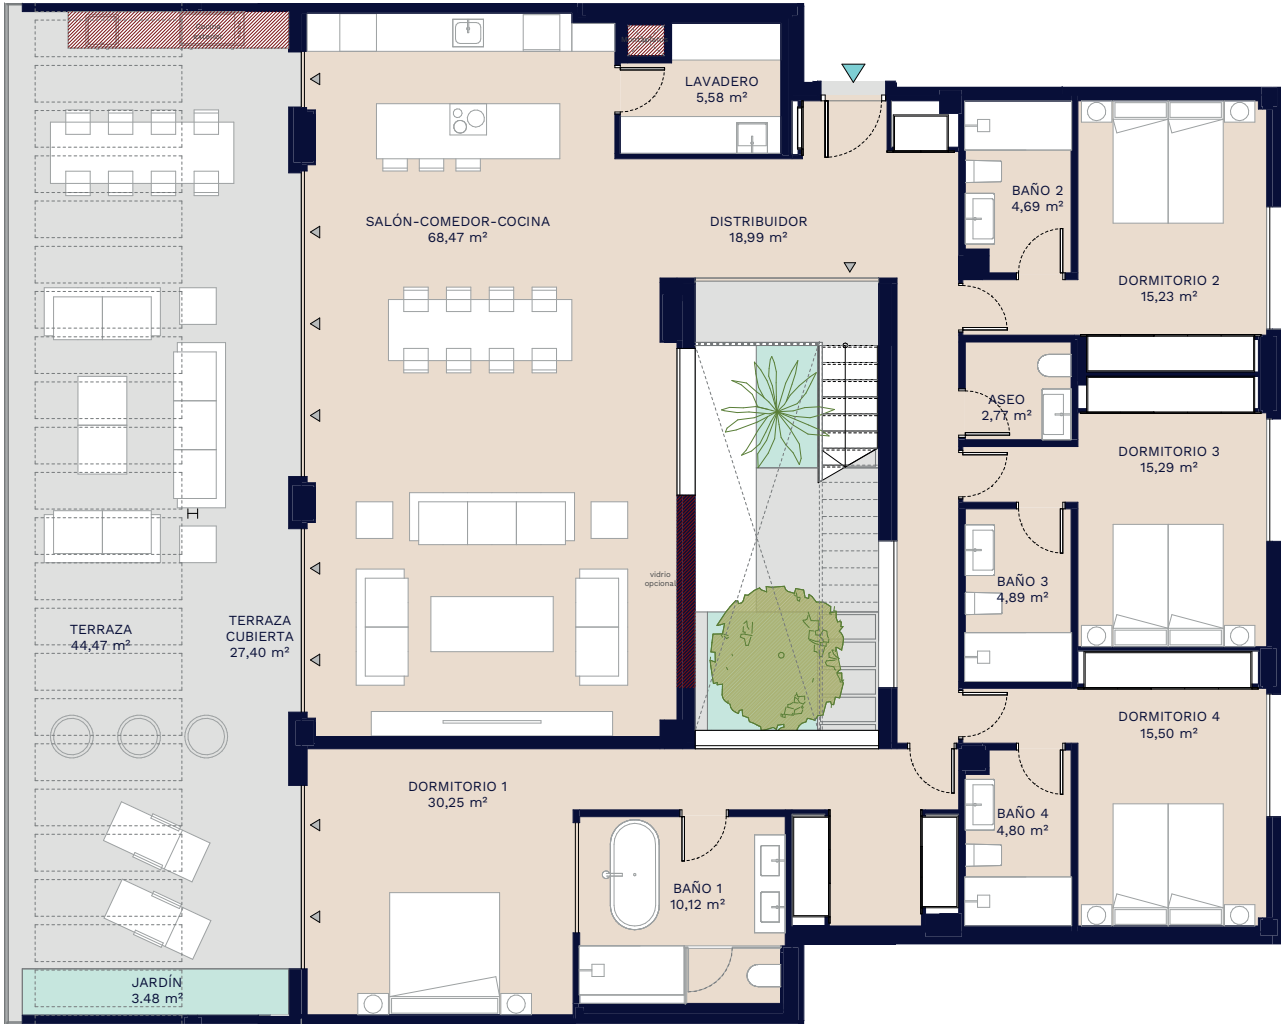 Cocina
exterior
LAVADERO
5,58 m²
BAÑO 2
4,69 m²
SALÓN-COMEDOR-COCINA
68,47 m²
DISTRIBUIDOR
18,99 m²
DORMITORIO 2
15,23 m²
ASEO
2,77 m²
DORMITORIO 3
15,29 m²
vidrio
opcional
BAÑO 3
4,89 m²
TERRAZA
44,47 m²
TERRAZA
CUBIERTA
27,40 m²
DORMITORIO 4
15,50 m²
DORMITORIO 1
30,25 m²
BAÑO 4
4,80 m²
BAÑO 1
10,12 m²
JARDÍN
3.48 m²